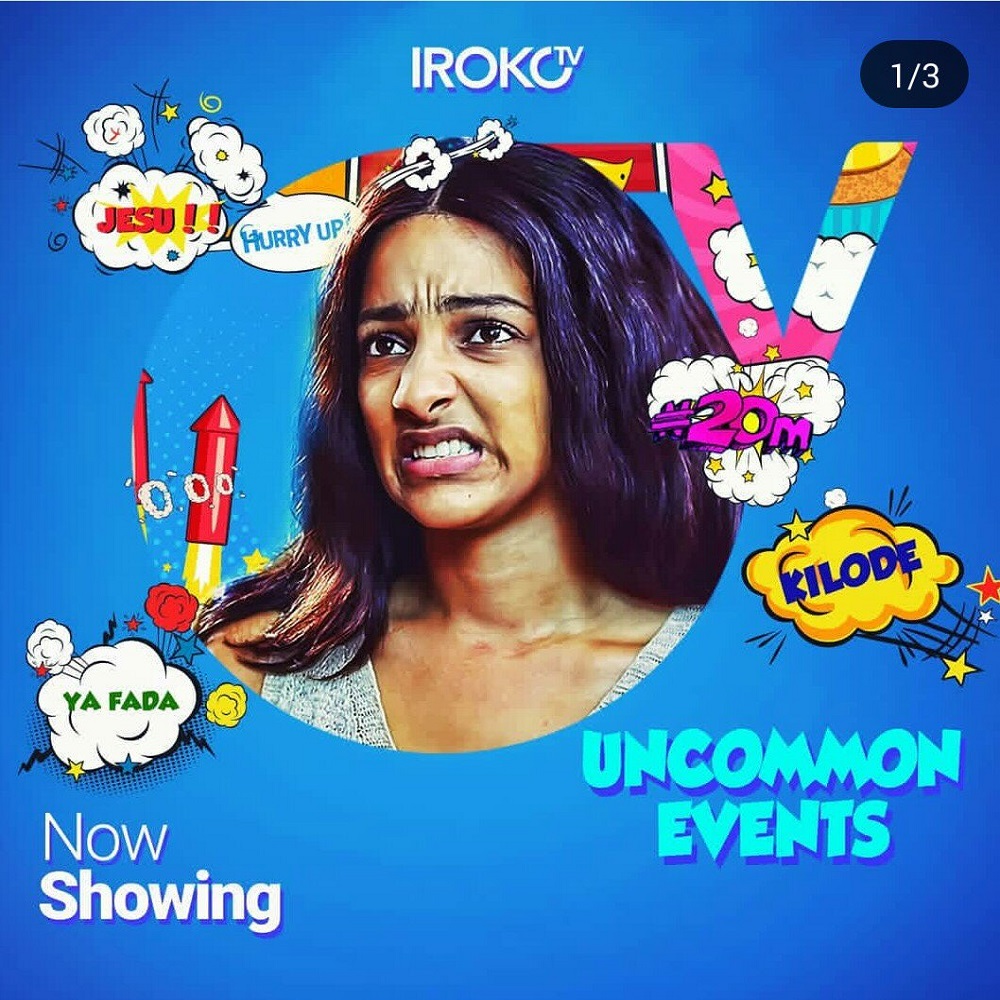 IROKOTV
1/3
JESU!!
HURRY UP!
#20m
KILODE
YA FADA
UNCOMMON
EVENTS
Now
Showing